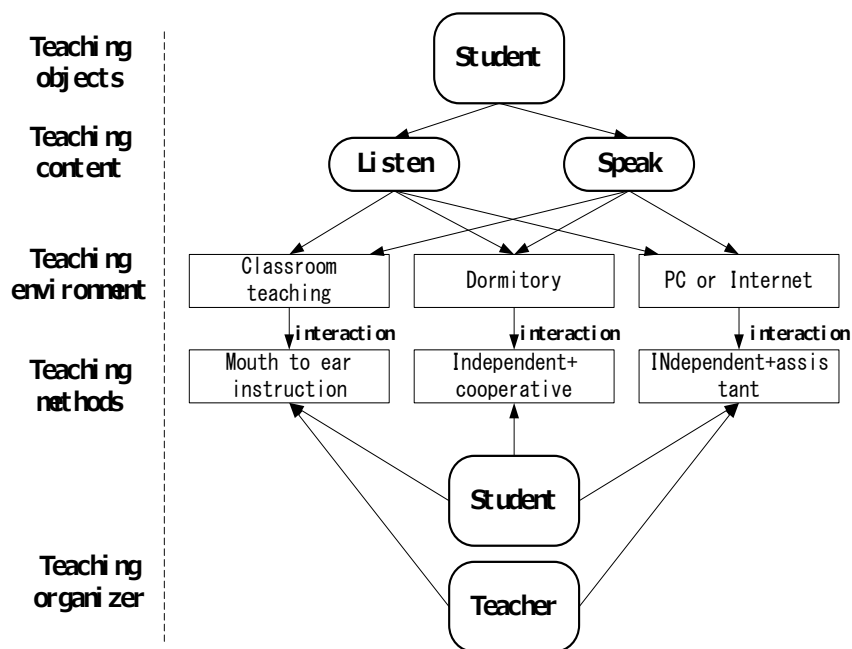 Teaching
objects
Student
Teaching
content
Listen
Speak
Teaching
environment
Classroom
teaching
Dormitory
PC or Internet
interaction
interaction
interaction
Teaching
methods
Mouth to ear
instruction
Independent+
cooperative
INdependent+assis
tant
Student
Teaching
organizer
Teacher